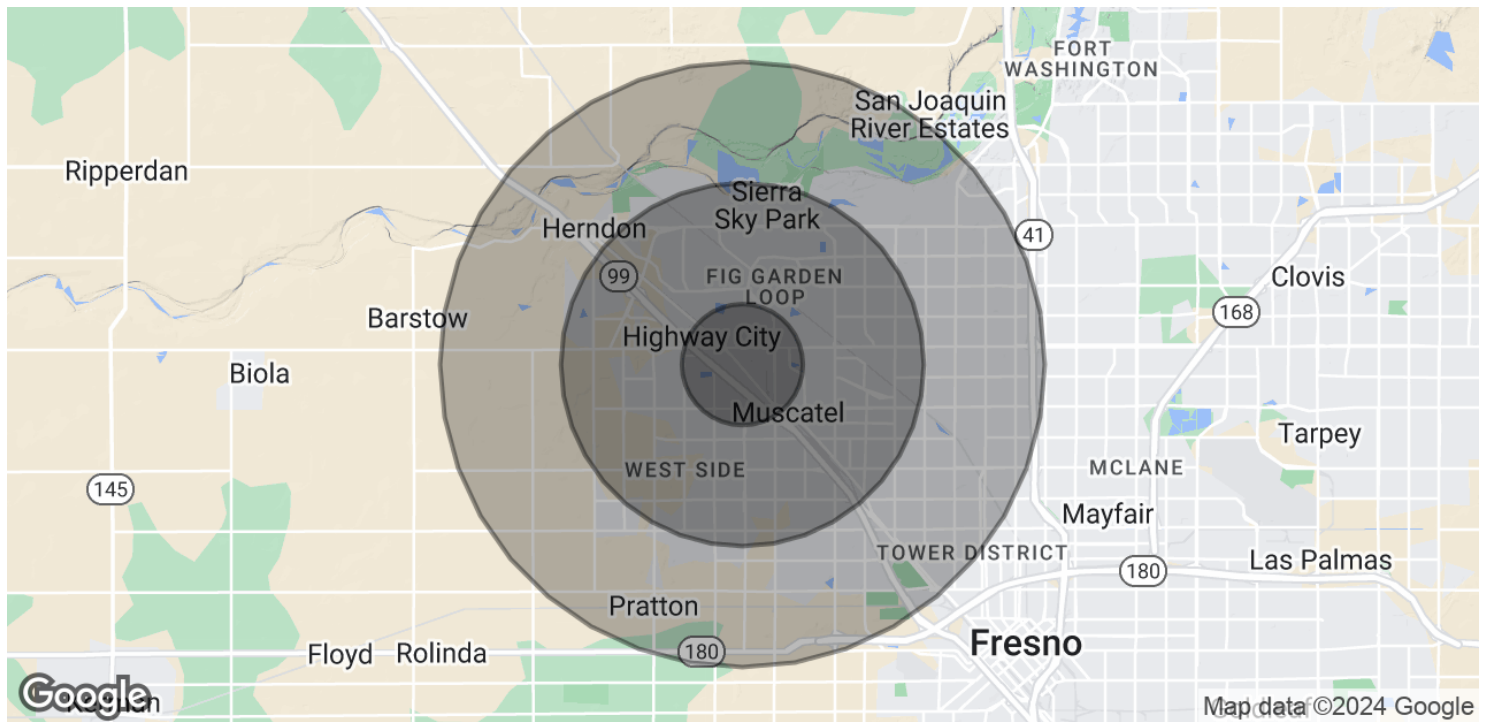 FORT
WASHINGTON
San Joaquin
River Estates
Ripperdan
Sierra
Sky Park
Herndon
41
99
FIG GARDEN
LOOP
Clovis
168
Barstow
Highway City
Biola
Muscatel
Tarpey
WEST SIDE
MCLANE
145
Mayfair
TOWER DISTRICT
Las Palmas
180
Pratton
Fresno
Floyd
Rolinda
180
Google
Map data ©2024 Google